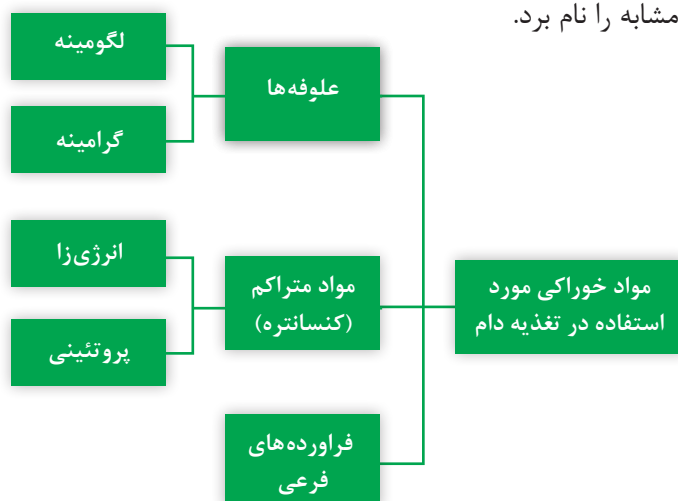 مشابه را نام برد.
مواد خوراکی مورد
استفاده در تغذیه دام
علوفه‌ها
لگومینه
گرامینه
مواد متراکم
(کنسانتره)
انرژی‌زا
پروتئینی
فراورده‌های
فرعی